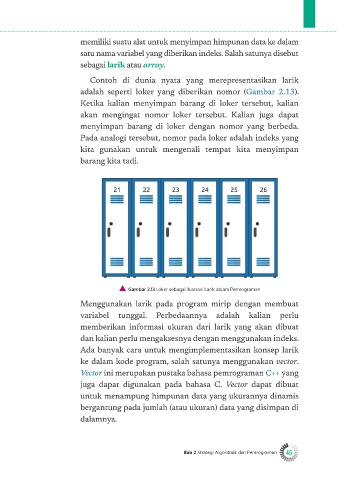 memiliki suatu alat untuk menyimpan himpunan data ke dalam
satu nama variabel yang diberikan indeks. Salah satunya disebut
sebagai larik atau array.
Contoh di dunia nyata yang merepresentasikan larik
adalah seperti loker yang diberikan nomor (Gambar 2.13).
Ketika kalian menyimpan barang di loker tersebut, kalian
akan mengingat nomor loker tersebut. Kalian juga dapat
menyimpan barang di loker dengan nomor yang berbeda.
Pada analogi tersebut, nomor pada loker adalah indeks yang
kita gunakan untuk mengenali tempat kita menyimpan
barang kita tadi.
21 22 23 24 25 26
Gambar 2.13 Loker sebagai Ilustrasi Larik dalam Pemrograman
Menggunakan larik pada program mirip dengan membuat
variabel tunggal. Perbedaannya adalah kalian perlu
memberikan informasi ukuran dari larik yang akan dibuat
dan kalian perlu mengaksesnya dengan menggunakan indeks.
Ada banyak cara untuk mengimplementasikan konsep larik
ke dalam kode program, salah satunya menggunakan vector.
Vector ini merupakan pustaka bahasa pemrograman C++ yang
juga dapat digunakan pada bahasa C. Vector dapat dibuat
untuk menampung himpunan data yang ukurannya dinamis
bergantung pada jumlah (atau ukuran) data yang disimpan di
dalamnya.
Bab 2 Strategi Algoritmik dan Pemrograman 45